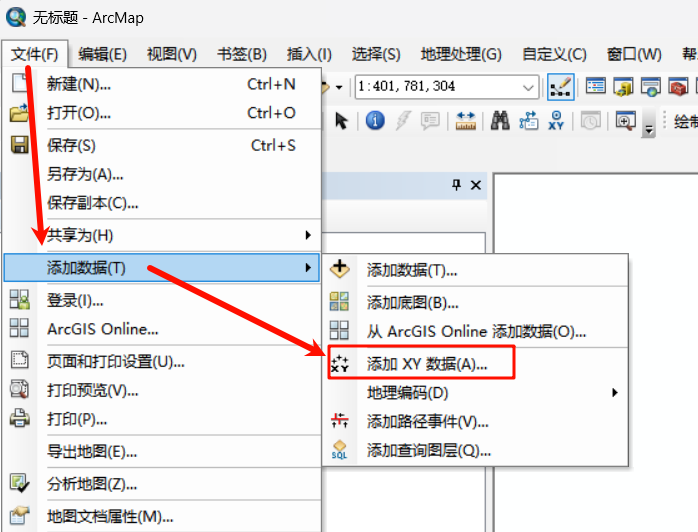 无标题 - ArcMap
文件(F) 编辑(E) 视图(V) 书签(B) 插入(I) 选择(S) 地理处理(G) 自定义(C) 窗口(W) 帮
新建(N)... Ctrl+N
1:401,781,304
打开(O)... Ctrl+O
XY
绘制
保存(S) Ctrl+S
另存为(A)...
保存副本(C)...
共享为(H)
添加数据(T)
添加数据(T)...
登录(I)...
添加底图(B)...
ArcGIS Online...
从 ArcGIS Online 添加数据(O)...
页面和打印设置(U)...
XY
添加 XY 数据(A)...
打印预览(V)...
地理编码(D)
打印(P)...
添加路径事件(V)...
导出地图(E)...
SQL
添加查询图层(Q)...
分析地图(Z)...
地图文档属性(M)...